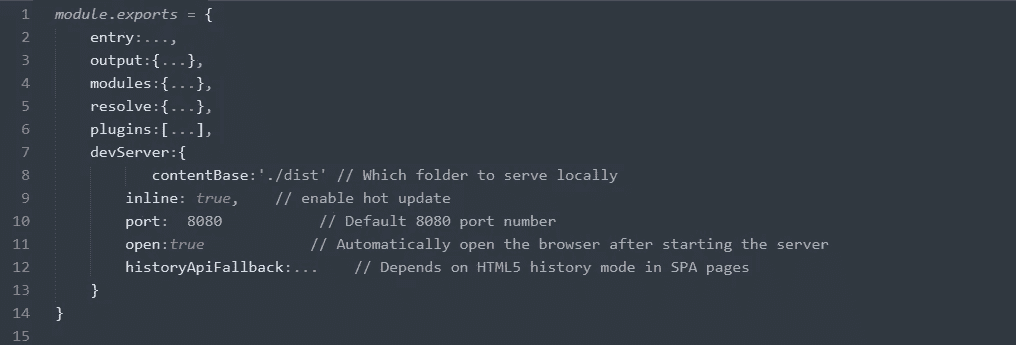 1 module.exports = {
2 entry:...,
3 output:{...},
4 modules:{...},
5 resolve:{...},
6 plugins:[...],
7 devServer:{
8 contentBase:'./dist' // Which folder to serve locally
9 inline: true, // enable hot update
10 port: 8080 // Default 8080 port number
11 open:true // Automatically open the browser after starting the server
12 historyApiFallback:... // Depends on HTML5 history mode in SPA pages
13 }
14 }
15